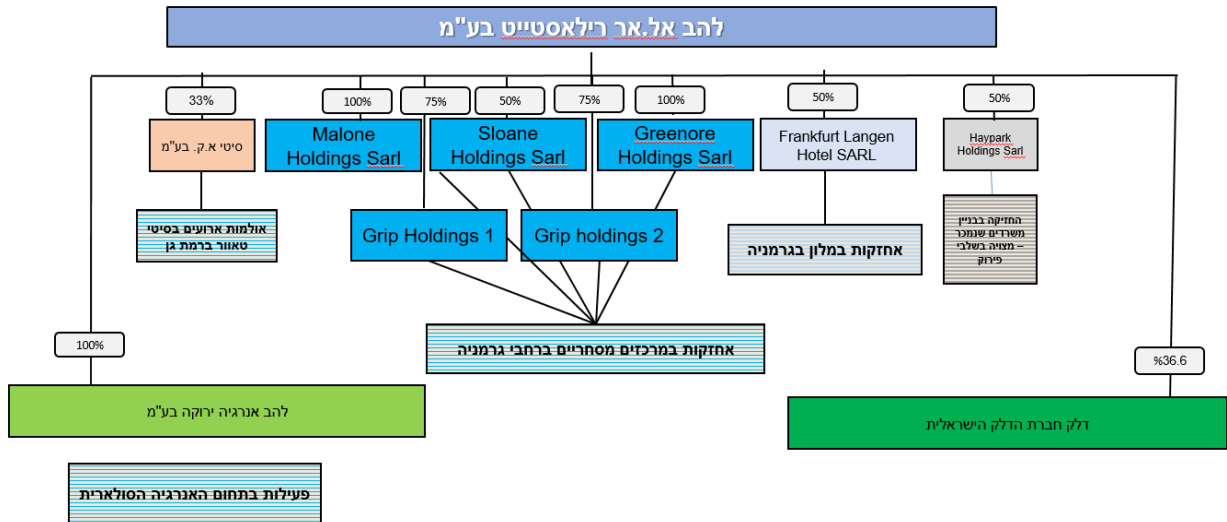 להב אל.אר רילאסטייט בע"מ
33%
100%
75%
50%
75%
100%
50%
50%
סיטי א.ק. בע"מ
Malone
Holdings Sarl
Sloane
Holdings Sarl
Greenore
Holdings Sarl
Frankfurt Langen
Hotel SARL
Haypark
Holdings Sarl
אולמות ארועים בסיטי
טאוור ברמת גן
Grip Holdings 1
Grip holdings 2
אחזקות במלון בגרמניה
החזיקה בבניין
משרדים שנמכר
– מצויה בשלבי
פירוק
אחזקות במרכזים מסחריים ברחבי גרמניה
100%
%36.6
להב אנרגיה ירוקה בע"מ
דלק חברת הדלק הישראלית
פעילות בתחום האנרגיה הסולארית